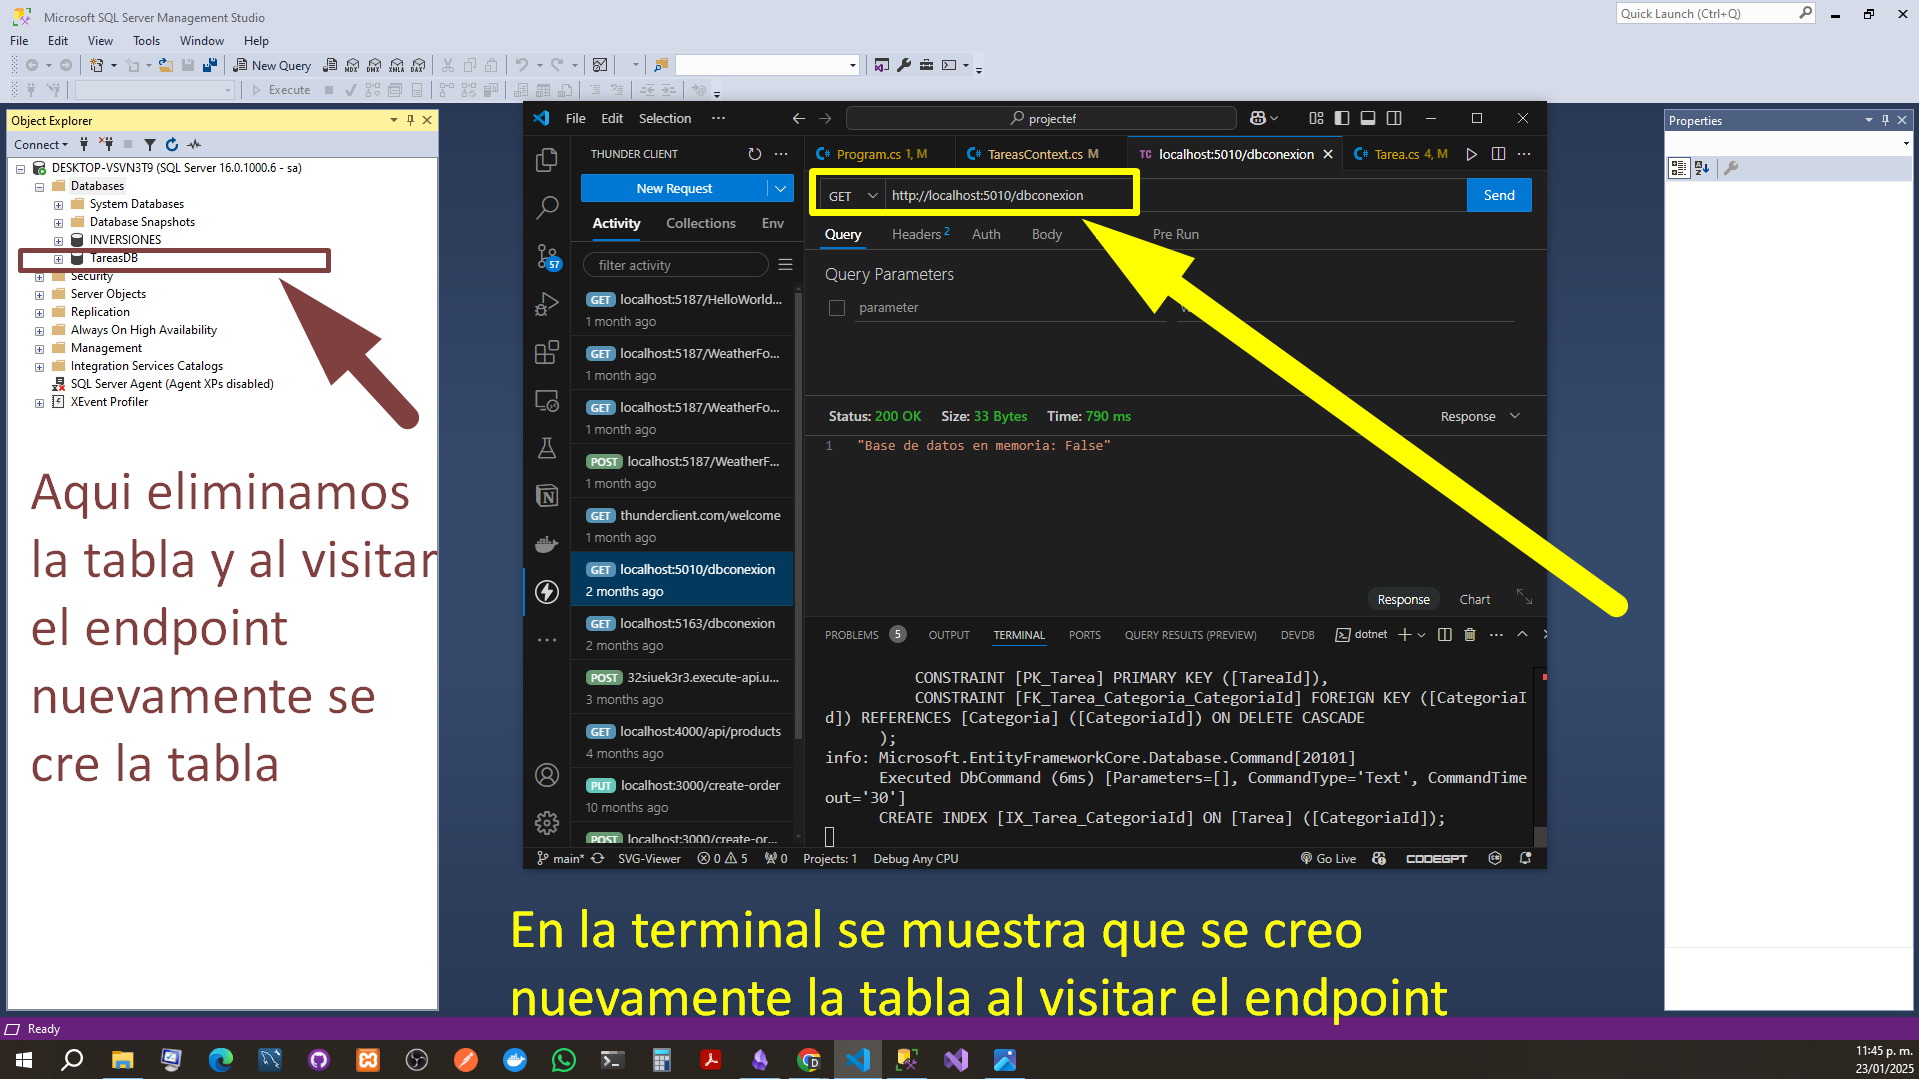 Microsoft SQL Server Management Studio
Quick Launch (Ctrl+Q)
File Edit View Tools Window Help
New Query
MDX DMX XMLA DAX
Execute
Object Explorer
Connect
DESKTOP-VSVN3T9 (SQL Server 16.0.1000.6 - sa)
Databases
System Databases
Database Snapshots
INVERSIONES
TareasDB
Security
Server Objects
Replication
Always On High Availability
Management
Integration Services Catalogs
SQL Server Agent (Agent XPs disabled)
XEvent Profiler
Aqui eliminamos
la tabla y al visitar
el endpoint
nuevamente se
cre la tabla
File Edit Selection ···
projectef
THUNDER CLIENT
New Request
Activity Collections Env
filter activity
GET localhost:5187/HelloWorld...
1 month ago
GET localhost:5187/WeatherFo...
1 month ago
GET localhost:5187/WeatherFo...
1 month ago
POST localhost:5187/WeatherF...
1 month ago
GET thunderclient.com/welcome
1 month ago
GET localhost:5010/dbconexion
2 months ago
GET localhost:5163/dbconexion
2 months ago
POST 32siuek3r3.execute-api.u...
3 months ago
GET localhost:4000/api/products
4 months ago
PUT localhost:3000/create-order
10 months ago
POST localhost:3000/create-or...
57
Program.cs 1, M
TareasContext.cs M
TC localhost:5010/dbconexion
Tarea.cs 4, M
GET http://localhost:5010/dbconexion
Send
Query Headers 2 Auth Body Pre Run
Query Parameters
parameter
Status: 200 OK Size: 33 Bytes Time: 790 ms
Response
1 "Base de datos en memoria: False"
Response Chart
PROBLEMS 5 OUTPUT TERMINAL PORTS QUERY RESULTS (PREVIEW) DEVDB dotnet
CONSTRAINT [PK_Tarea] PRIMARY KEY ([TareaId]),
CONSTRAINT [FK_Tarea_Categoria_CategoriaId] FOREIGN KEY ([CategoriaI
d]) REFERENCES [Categoria] ([CategoriaId]) ON DELETE CASCADE
);
info: Microsoft.EntityFrameworkCore.Database.Command[20101]
Executed DbCommand (6ms) [Parameters=[], CommandType='Text', CommandTime
out='30']
CREATE INDEX [IX_Tarea_CategoriaId] ON [Tarea] ([CategoriaId]);
main* SVG-Viewer 0 5 0 Projects: 1 Debug Any CPU
Go Live CODEGPT
Properties
En la terminal se muestra que se creo
nuevamente la tabla al visitar el endpoint
Ready
11:45 p. m.
23/01/2025